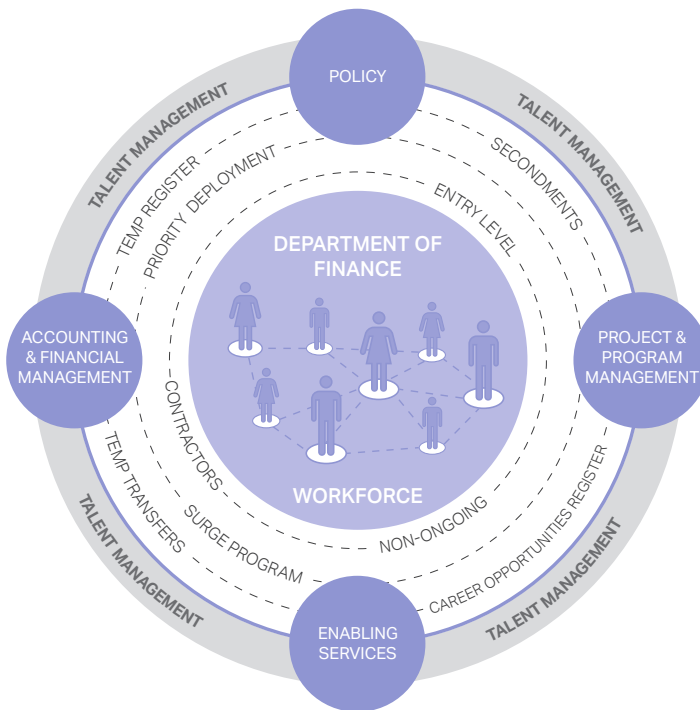 POLICY
TALENT MANAGEMENT
TALENT MANAGEMENT
TEMP REGISTER
PRIORITY DEPLOYMENT
SECONDMENTS
ENTRY LEVEL
DEPARTMENT OF
FINANCE
ACCOUNTING
& FINANCIAL
MANAGEMENT
PROJECT &
PROGRAM
MANAGEMENT
WORKFORCE
CONTRACTORS
TEMP TRANSFERS
SURGE PROGRAM
NON-ONGOING
CAREER OPPORTUNITIES REGISTER
TALENT MANAGEMENT
TALENT MANAGEMENT
ENABLING
SERVICES